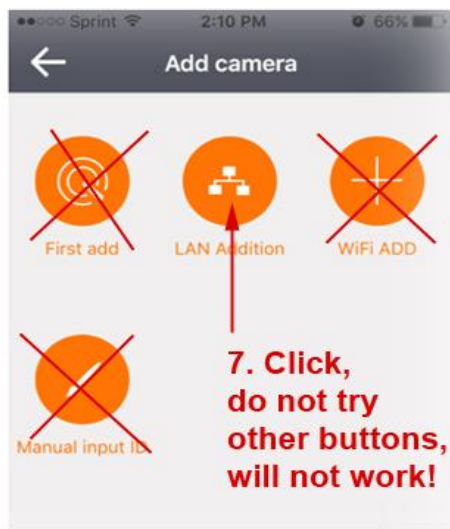 Sprint 2:10 PM 66%
Add camera
First add LAN Addition WiFi ADD
Manual input ID
7. Click,
do not try
other buttons,
will not work!